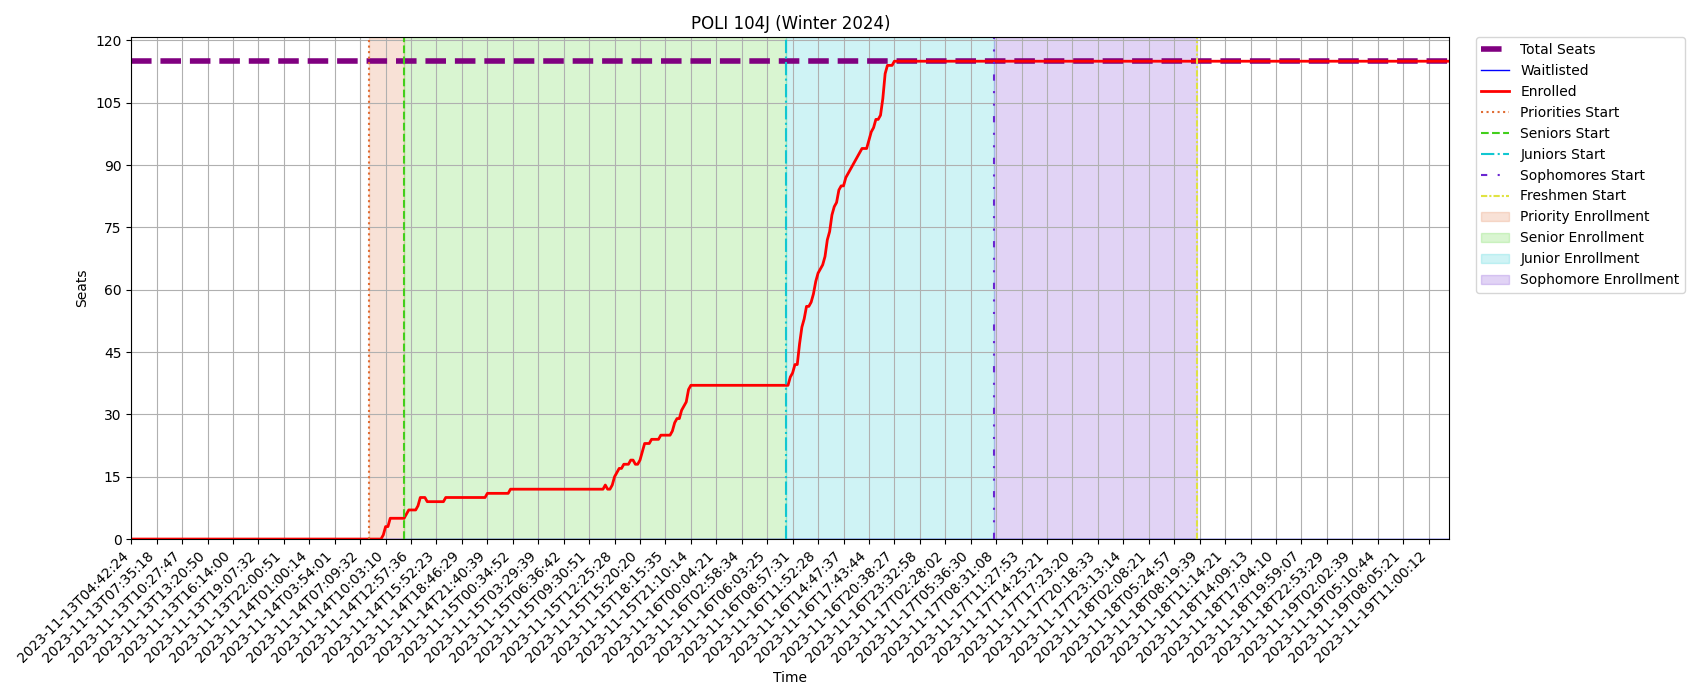 POLI 104J (Winter 2024)
120
105
90
75
60
45
30
15
0
Seats
2023-11-13T04:42:24
2023-11-13T07:35:18
2023-11-13T10:27:47
2023-11-13T13:20:50
2023-11-13T16:14:00
2023-11-13T19:07:32
2023-11-13T22:00:51
2023-11-14T01:00:14
2023-11-14T03:54:01
2023-11-14T07:09:32
2023-11-14T10:03:10
2023-11-14T12:57:36
2023-11-14T15:52:23
2023-11-14T18:46:29
2023-11-14T21:40:39
2023-11-15T00:34:52
2023-11-15T03:29:39
2023-11-15T06:36:42
2023-11-15T09:30:51
2023-11-15T12:25:28
2023-11-15T15:20:20
2023-11-15T18:15:35
2023-11-15T21:10:14
2023-11-16T00:04:21
2023-11-16T02:58:34
2023-11-16T06:03:25
2023-11-16T08:57:31
2023-11-16T11:52:28
2023-11-16T14:47:37
2023-11-16T17:43:44
2023-11-16T20:38:27
2023-11-16T23:32:58
2023-11-17T02:28:02
2023-11-17T05:36:30
2023-11-17T08:31:08
2023-11-17T11:27:53
2023-11-17T14:25:21
2023-11-17T17:23:20
2023-11-17T20:18:33
2023-11-17T23:13:14
2023-11-18T02:08:21
2023-11-18T05:24:57
2023-11-18T08:19:39
2023-11-18T11:14:21
2023-11-18T14:09:13
2023-11-18T17:04:10
2023-11-18T19:59:07
2023-11-18T22:53:29
2023-11-19T02:02:39
2023-11-19T05:10:44
2023-11-19T08:05:21
2023-11-19T11:00:12
Time
Total Seats
Waitlisted
Enrolled
Priorities Start
Seniors Start
Juniors Start
Sophomores Start
Freshmen Start
Priority Enrollment
Senior Enrollment
Junior Enrollment
Sophomore Enrollment